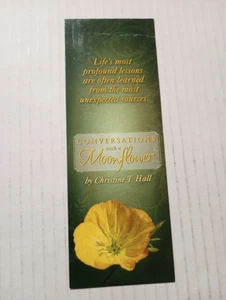 Life's most
profound lessons
are often learned
from the most
unexpected sources.
CONVERSATIONS
with a
Moonflower
by Christine T. Hall